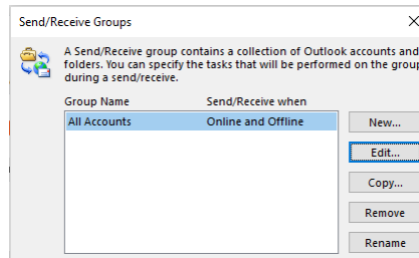 Send/Receive Groups
A Send/Receive group contains a collection of Outlook accounts and
folders. You can specify the tasks that will be performed on the group
during a send/receive.
Group Name Send/Receive when
All Accounts Online and Offline
New...
Edit...
Copy...
Remove
Rename